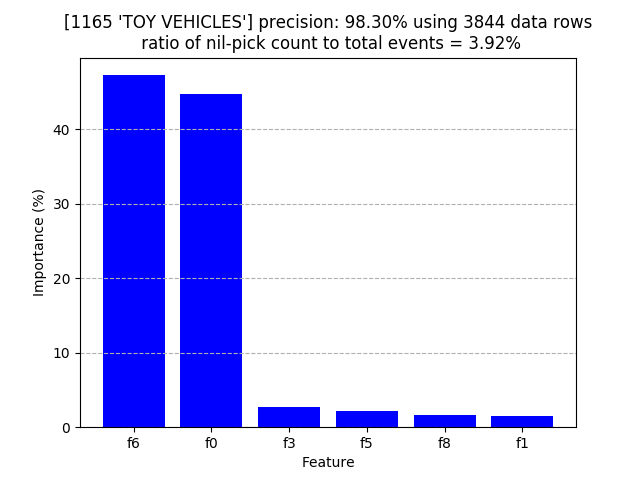 [1165 'TOY VEHICLES'] precision: 98.30% using 3844 data rows
ratio of nil-pick count to total events = 3.92%
Importance (%)
40
30
20
10
0
f6 f0 f3 f5 f8 f1
Feature